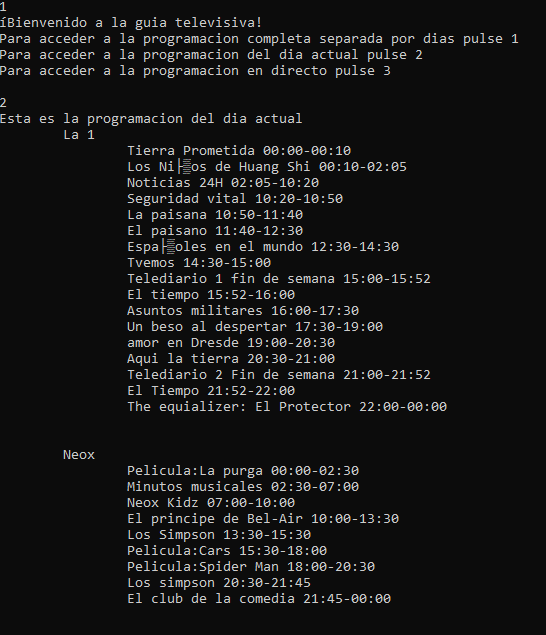 1
íBienvenido a la guia televisiva!
Para acceder a la programacion completa separada por dias pulse 1
Para acceder a la programacion del dia actual pulse 2
Para acceder a la programacion en directo pulse 3
2
Esta es la programacion del dia actual
La 1
Tierra Prometida 00:00-00:10
Los Ni├▒os de Huang Shi 00:10-02:05
Noticias 24H 02:05-10:20
Seguridad vital 10:20-10:50
La paisana 10:50-11:40
El paisano 11:40-12:30
Espa├▒oles en el mundo 12:30-14:30
Tvemos 14:30-15:00
Telediario 1 fin de semana 15:00-15:52
El tiempo 15:52-16:00
Asuntos militares 16:00-17:30
Un beso al despertar 17:30-19:00
amor en Dresde 19:00-20:30
Aqui la tierra 20:30-21:00
Telediario 2 Fin de semana 21:00-21:52
El Tiempo 21:52-22:00
The equializer: El Protector 22:00-00:00
Neox
Pelicula:La purga 00:00-02:30
Minutos musicales 02:30-07:00
Neox Kidz 07:00-10:00
El principe de Bel-Air 10:00-13:30
Los Simpson 13:30-15:30
Pelicula:Cars 15:30-18:00
Pelicula:Spider Man 18:00-20:30
Los simpson 20:30-21:45
El club de la comedia 21:45-00:00